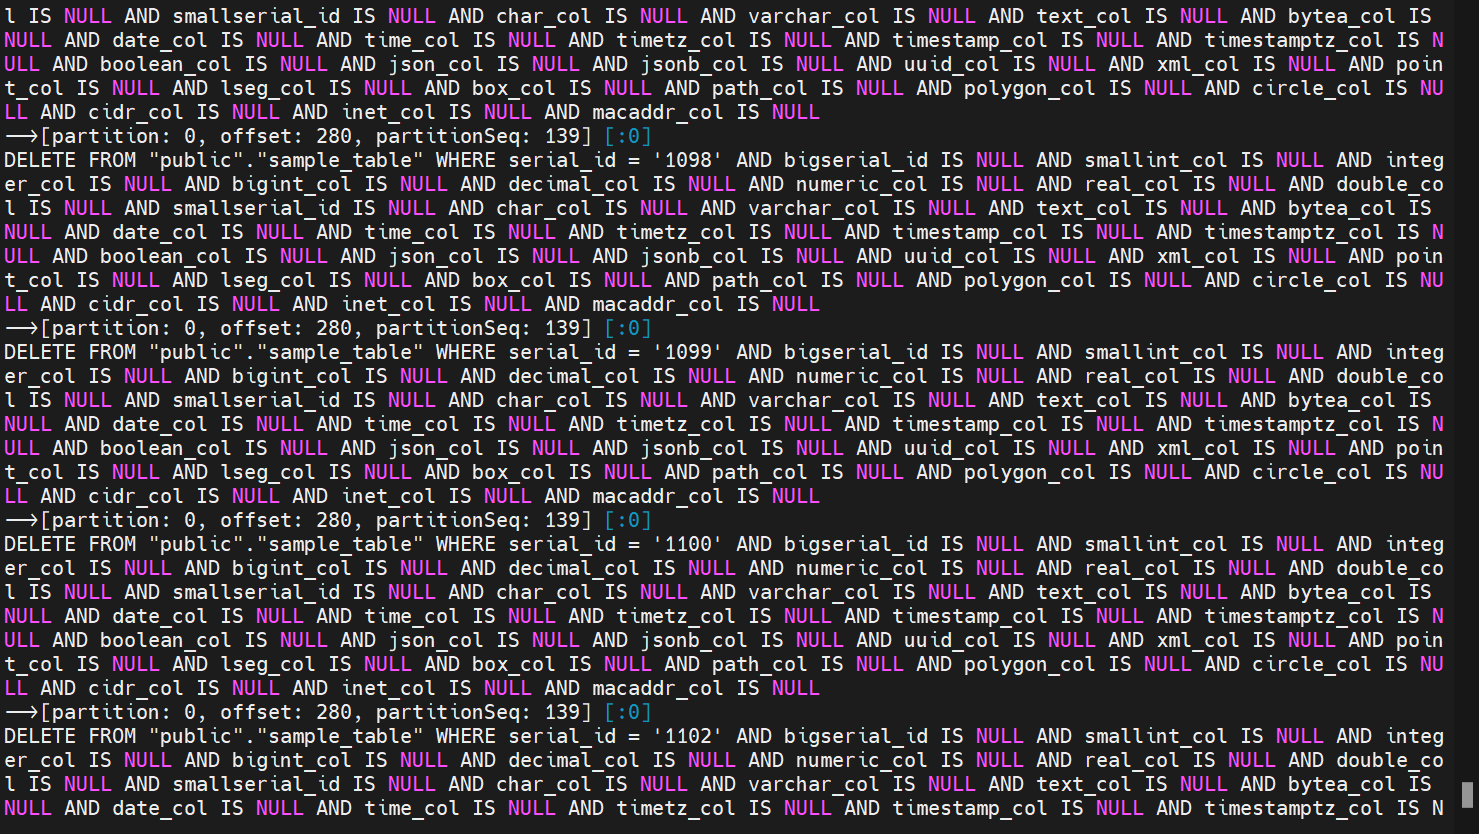 l IS NULL AND smallserial_id IS NULL AND char_col IS NULL AND varchar_col IS NULL AND text_col IS NULL AND bytea_col IS
NULL AND date_col IS NULL AND time_col IS NULL AND timetz_col IS NULL AND timestamp_col IS NULL AND timestamptz_col IS N
ULL AND boolean_col IS NULL AND json_col IS NULL AND jsonb_col IS NULL AND uuid_col IS NULL AND xml_col IS NULL AND poin
t_col IS NULL AND lseg_col IS NULL AND box_col IS NULL AND path_col IS NULL AND polygon_col IS NULL AND circle_col IS NU
LL AND cidr_col IS NULL AND inet_col IS NULL AND macaddr_col IS NULL
-->[partition: 0, offset: 280, partitionSeq: 139] [:0]
DELETE FROM "public"."sample_table" WHERE serial_id = '1098' AND bigserial_id IS NULL AND smallint_col IS NULL AND integ
er_col IS NULL AND bigint_col IS NULL AND decimal_col IS NULL AND numeric_col IS NULL AND real_col IS NULL AND double_co
l IS NULL AND smallserial_id IS NULL AND char_col IS NULL AND varchar_col IS NULL AND text_col IS NULL AND bytea_col IS
NULL AND date_col IS NULL AND time_col IS NULL AND timetz_col IS NULL AND timestamp_col IS NULL AND timestamptz_col IS N
ULL AND boolean_col IS NULL AND json_col IS NULL AND jsonb_col IS NULL AND uuid_col IS NULL AND xml_col IS NULL AND poin
t_col IS NULL AND lseg_col IS NULL AND box_col IS NULL AND path_col IS NULL AND polygon_col IS NULL AND circle_col IS NU
LL AND cidr_col IS NULL AND inet_col IS NULL AND macaddr_col IS NULL
-->[partition: 0, offset: 280, partitionSeq: 139] [:0]
DELETE FROM "public"."sample_table" WHERE serial_id = '1099' AND bigserial_id IS NULL AND smallint_col IS NULL AND integ
er_col IS NULL AND bigint_col IS NULL AND decimal_col IS NULL AND numeric_col IS NULL AND real_col IS NULL AND double_co
l IS NULL AND smallserial_id IS NULL AND char_col IS NULL AND varchar_col IS NULL AND text_col IS NULL AND bytea_col IS
NULL AND date_col IS NULL AND time_col IS NULL AND timetz_col IS NULL AND timestamp_col IS NULL AND timestamptz_col IS N
ULL AND boolean_col IS NULL AND json_col IS NULL AND jsonb_col IS NULL AND uuid_col IS NULL AND xml_col IS NULL AND poin
t_col IS NULL AND lseg_col IS NULL AND box_col IS NULL AND path_col IS NULL AND polygon_col IS NULL AND circle_col IS NU
LL AND cidr_col IS NULL AND inet_col IS NULL AND macaddr_col IS NULL
-->[partition: 0, offset: 280, partitionSeq: 139] [:0]
DELETE FROM "public"."sample_table" WHERE serial_id = '1100' AND bigserial_id IS NULL AND smallint_col IS NULL AND integ
er_col IS NULL AND bigint_col IS NULL AND decimal_col IS NULL AND numeric_col IS NULL AND real_col IS NULL AND double_co
l IS NULL AND smallserial_id IS NULL AND char_col IS NULL AND varchar_col IS NULL AND text_col IS NULL AND bytea_col IS
NULL AND date_col IS NULL AND time_col IS NULL AND timetz_col IS NULL AND timestamp_col IS NULL AND timestamptz_col IS N
ULL AND boolean_col IS NULL AND json_col IS NULL AND jsonb_col IS NULL AND uuid_col IS NULL AND xml_col IS NULL AND poin
t_col IS NULL AND lseg_col IS NULL AND box_col IS NULL AND path_col IS NULL AND polygon_col IS NULL AND circle_col IS NU
LL AND cidr_col IS NULL AND inet_col IS NULL AND macaddr_col IS NULL
-->[partition: 0, offset: 280, partitionSeq: 139] [:0]
DELETE FROM "public"."sample_table" WHERE serial_id = '1102' AND bigserial_id IS NULL AND smallint_col IS NULL AND integ
er_col IS NULL AND bigint_col IS NULL AND decimal_col IS NULL AND numeric_col IS NULL AND real_col IS NULL AND double_co
l IS NULL AND smallserial_id IS NULL AND char_col IS NULL AND varchar_col IS NULL AND text_col IS NULL AND bytea_col IS
NULL AND date_col IS NULL AND time_col IS NULL AND timetz_col IS NULL AND timestamp_col IS NULL AND timestamptz_col IS N